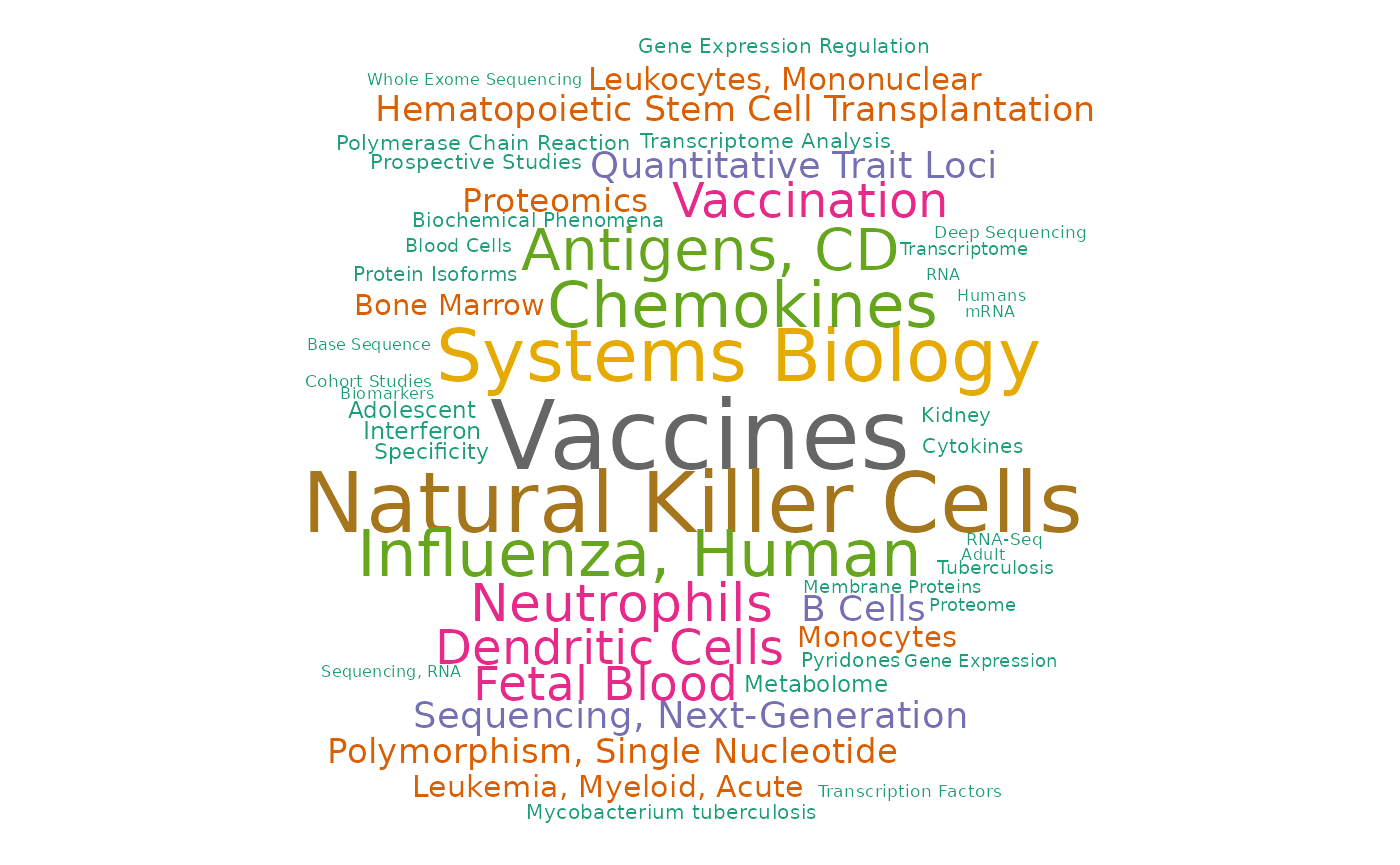 Gene Expression Regulation
Whole Exome Sequencing
Leukocytes, Mononuclear
Hematopoietic Stem Cell Transplantation
Polymerase Chain Reaction
Transcriptome Analysis
Prospective Studies
Quantitative Trait Loci
Proteomics
Vaccination
Biochemical Phenomena
Deep Sequencing
Blood Cells
Antigens, CD
Transcriptome
Protein Isoforms
RNA
Bone Marrow
Chemokines
Humans
mRNA
Base Sequence
Systems Biology
Cohort Studies
Biomarkers
Adolescent
Kidney
Interferon
Vaccines
Specificity
Cytokines
Natural Killer Cells
RNA-Seq
Influenza, Human
Adult
Tuberculosis
Membrane Proteins
Neutrophils
B Cells
Proteome
Monocytes
Dendritic Cells
Pyridones
Gene Expression
Sequencing, RNA
Fetal Blood
Metabolome
Sequencing, Next-Generation
Polymorphism, Single Nucleotide
Leukemia, Myeloid, Acute
Transcription Factors
Mycobacterium tuberculosis